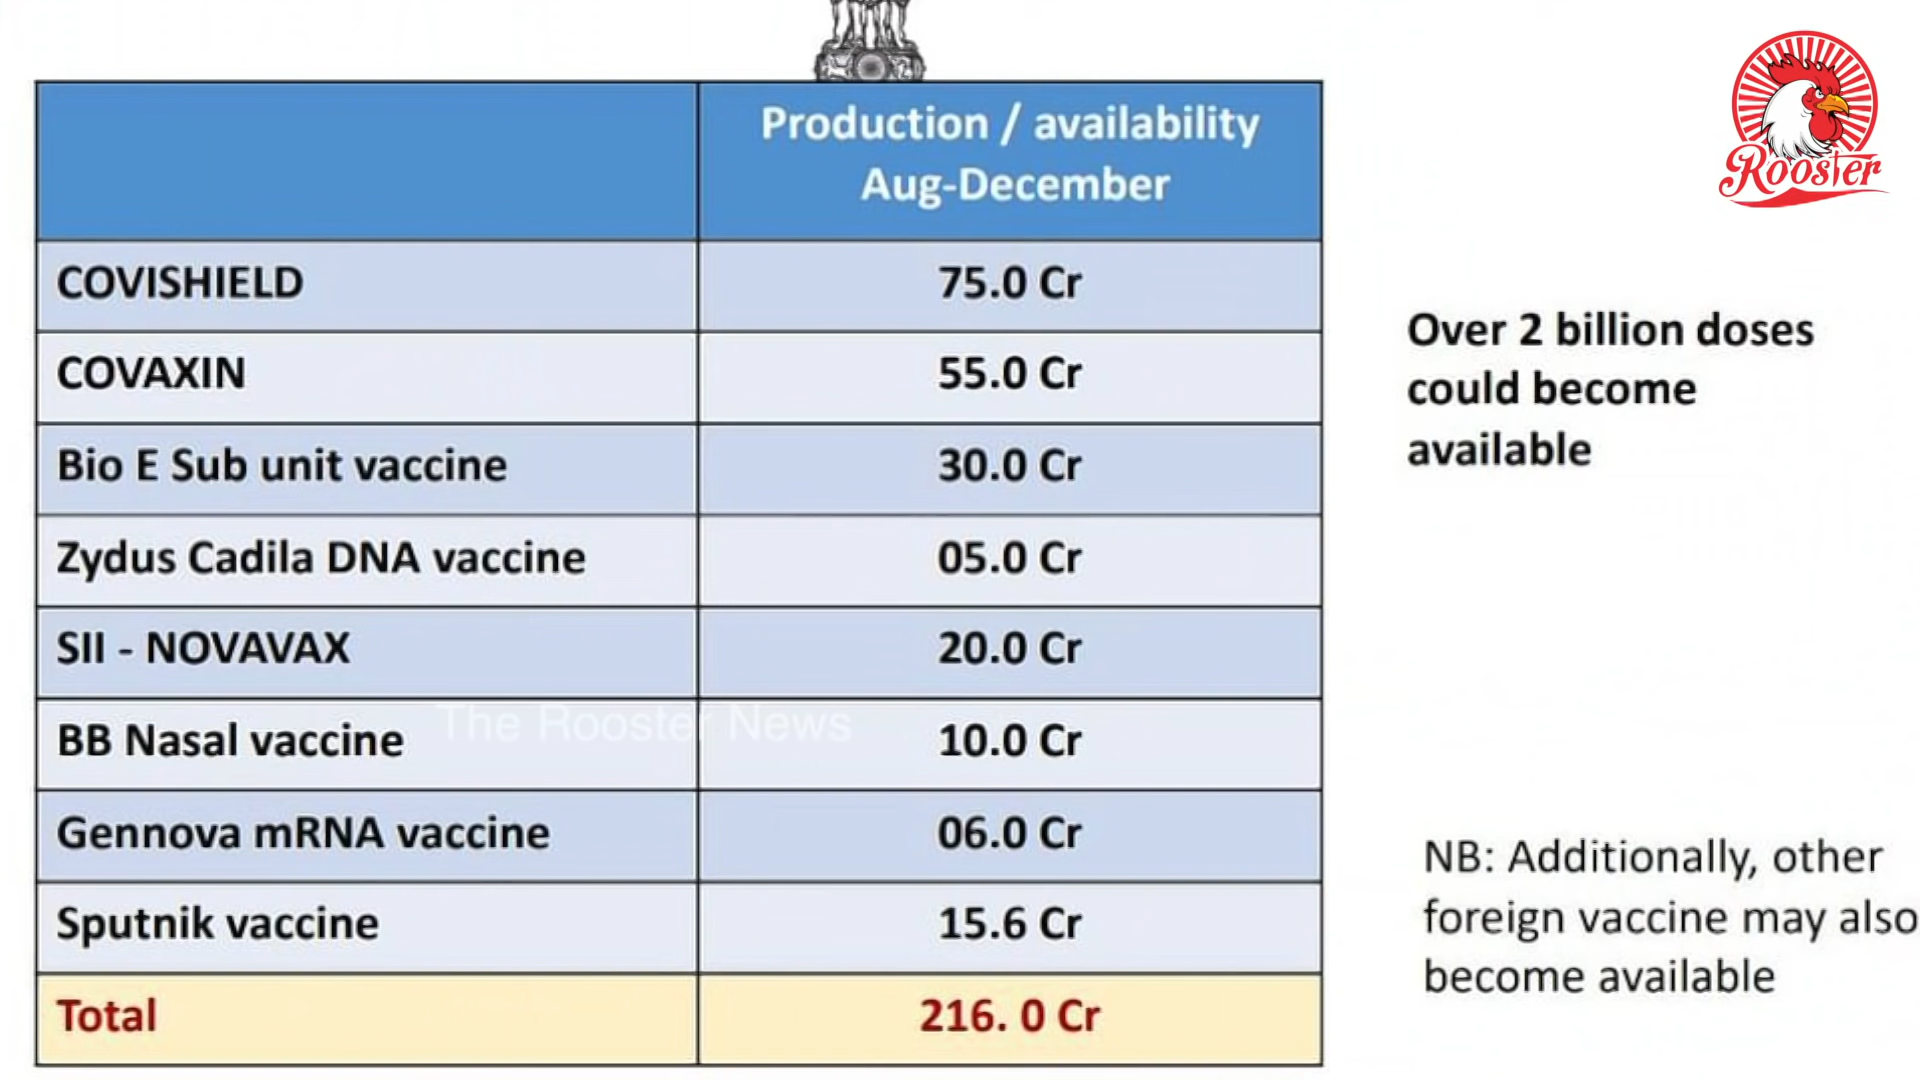 Rooster
Production / availability
Aug-December
COVISHIELD 75.0 Cr
COVAXIN 55.0 Cr
Bio E Sub unit vaccine 30.0 Cr
Zydus Cadila DNA vaccine 05.0 Cr
SII - NOVAVAX 20.0 Cr
BB Nasal vaccine 10.0 Cr
Gennova mRNA vaccine 06.0 Cr
Sputnik vaccine 15.6 Cr
Total 216. 0 Cr
The Rooster News
Over 2 billion doses
could become
available
NB: Additionally, other
foreign vaccine may also
become available